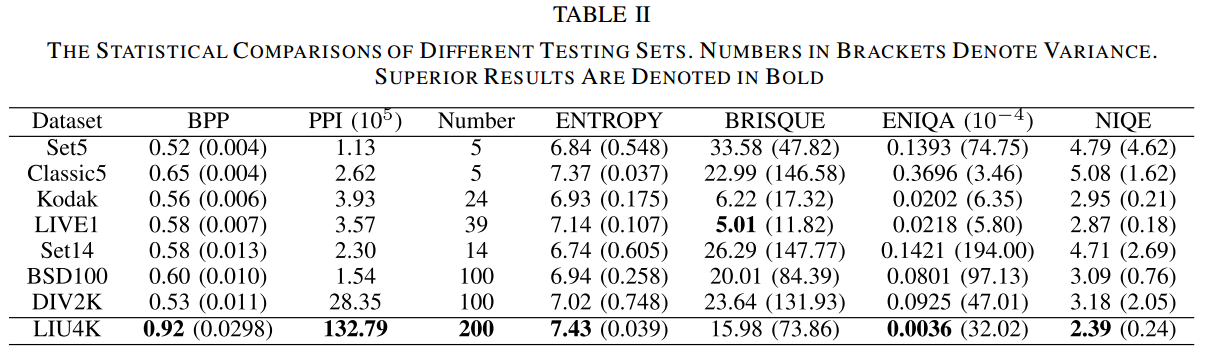 TABLE II
THE STATISTICAL COMPARISONS OF DIFFERENT TESTING SETS. NUMBERS IN BRACKETS DENOTE VARIANCE.
SUPERIOR RESULTS ARE DENOTED IN BOLD
Dataset BPP PPI (10^5) Number ENTROPY BRISQUE ENIQA (10^−4) NIQE
Set5 0.52 (0.004) 1.13 5 6.84 (0.548) 33.58 (47.82) 0.1393 (74.75) 4.79 (4.62)
Classic5 0.65 (0.004) 2.62 5 7.37 (0.037) 22.99 (146.58) 0.3696 (3.46) 5.08 (1.62)
Kodak 0.56 (0.006) 3.93 24 6.93 (0.175) 6.22 (17.32) 0.0202 (6.35) 2.95 (0.21)
LIVE1 0.58 (0.007) 3.57 39 7.14 (0.107) 5.01 (11.82) 0.0218 (5.80) 2.87 (0.18)
Set14 0.58 (0.013) 2.30 14 6.74 (0.605) 26.29 (147.77) 0.1421 (194.00) 4.71 (2.69)
BSD100 0.60 (0.010) 1.54 100 6.94 (0.258) 20.01 (84.39) 0.0801 (97.13) 3.09 (0.76)
DIV2K 0.53 (0.011) 28.35 100 7.02 (0.748) 23.64 (131.93) 0.0925 (47.01) 3.18 (2.05)
LIU4K 0.92 (0.0298) 132.79 200 7.43 (0.039) 15.98 (73.86) 0.0036 (32.02) 2.39 (0.24)